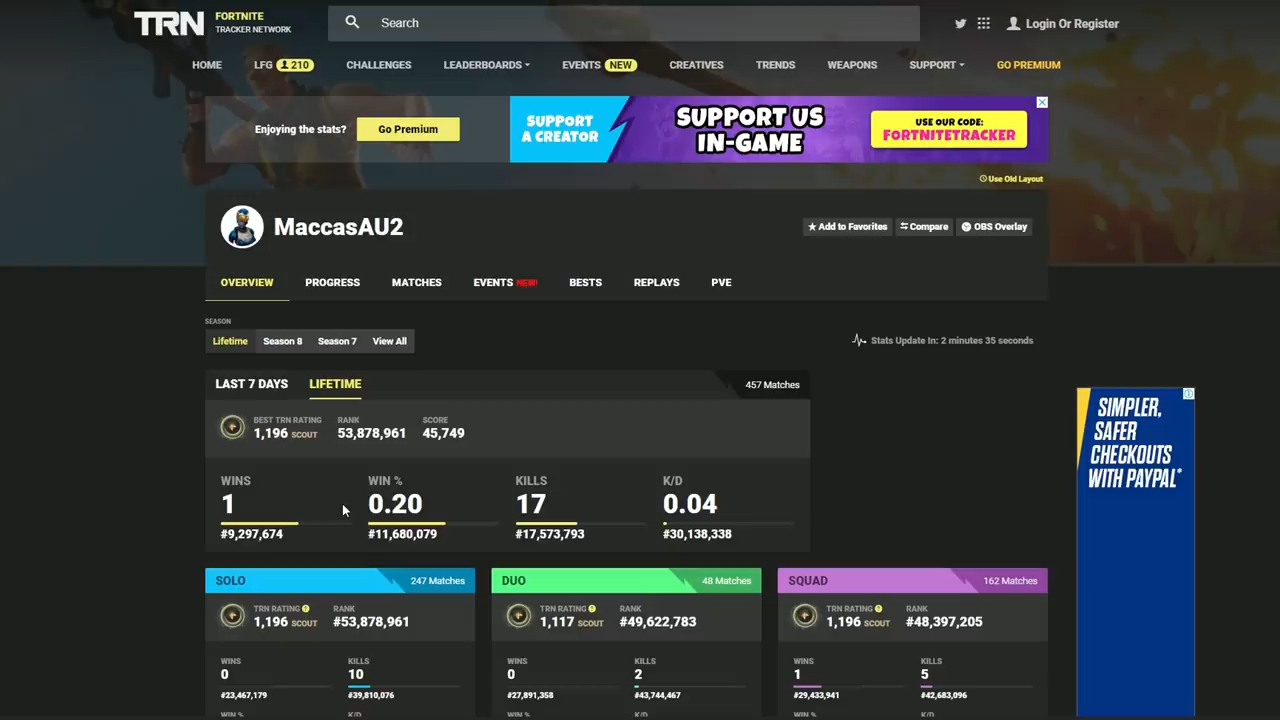 TRN FORTNITE TRACKER NETWORK
Search
Login Or Register
HOME LFG 210 CHALLENGES LEADERBOARDS EVENTS NEW CREATIVES TRENDS WEAPONS SUPPORT GO PREMIUM
Enjoying the stats? Go Premium
SUPPORT A CREATOR
SUPPORT US IN-GAME
USE OUR CODE:
FORTNITETRACKER
Use Old Layout
MaccasAU2
Add to Favorites Compare OBS Overlay
OVERVIEW PROGRESS MATCHES EVENTS NEW! BESTS REPLAYS PVE
SEASON
Lifetime Season 8 Season 7 View All
Stats Update In: 2 minutes 35 seconds
LAST 7 DAYS LIFETIME 457 Matches
BEST TRN RATING RANK SCORE
1,196 SCOUT 53,878,961 45,749
WINS WIN % KILLS K/D
1 0.20 17 0.04
#9,297,674 #11,680,079 #17,573,793 #30,138,338
SIMPLER,
SAFER
CHECKOUTS
WITH PAYPAL*
SOLO 247 Matches DUO 48 Matches SQUAD 162 Matches
TRN RATING RANK TRN RATING RANK TRN RATING RANK
1,196 SCOUT #53,878,961 1,117 SCOUT #49,622,783 1,196 SCOUT #48,397,205
WINS KILLS WINS KILLS WINS KILLS
0 10 0 2 1 5
#23,467,179 #39,810,076 #27,891,358 #43,744,467 #29,433,941 #42,683,096
WIN % K/D WIN % K/D WIN % K/D